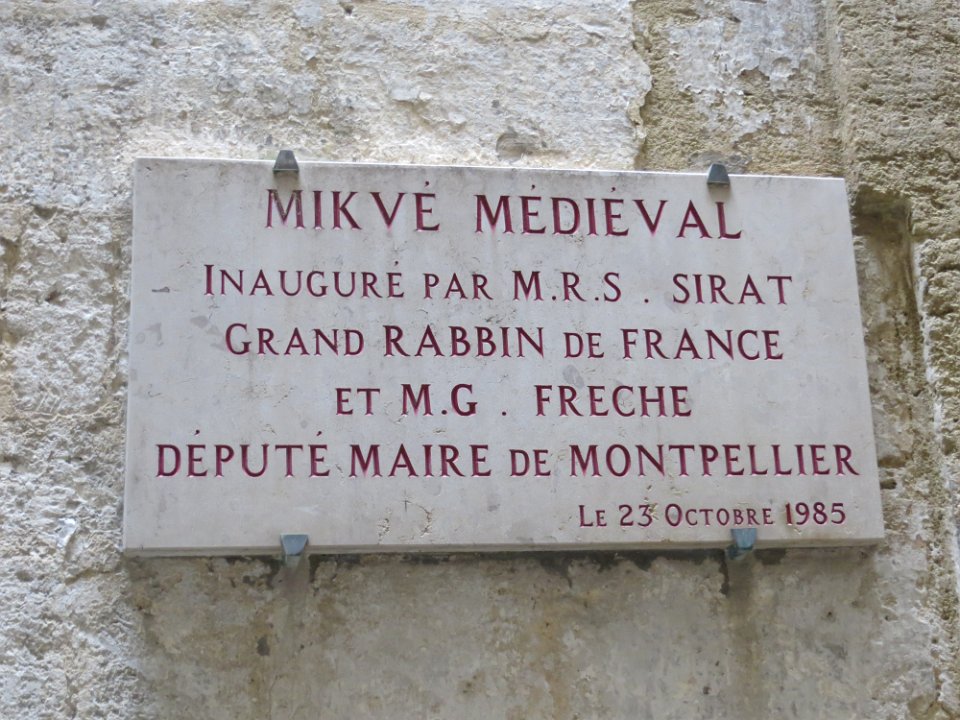 MIKVÉ MÉDIÉVAL
INAUGURÉ PAR M.R.S . SIRAT
GRAND RABBIN DE FRANCE
ET M.G . FRECHE
DÉPUTÉ MAIRE DE MONTPELLIER
LE 23 OCTOBRE 1985